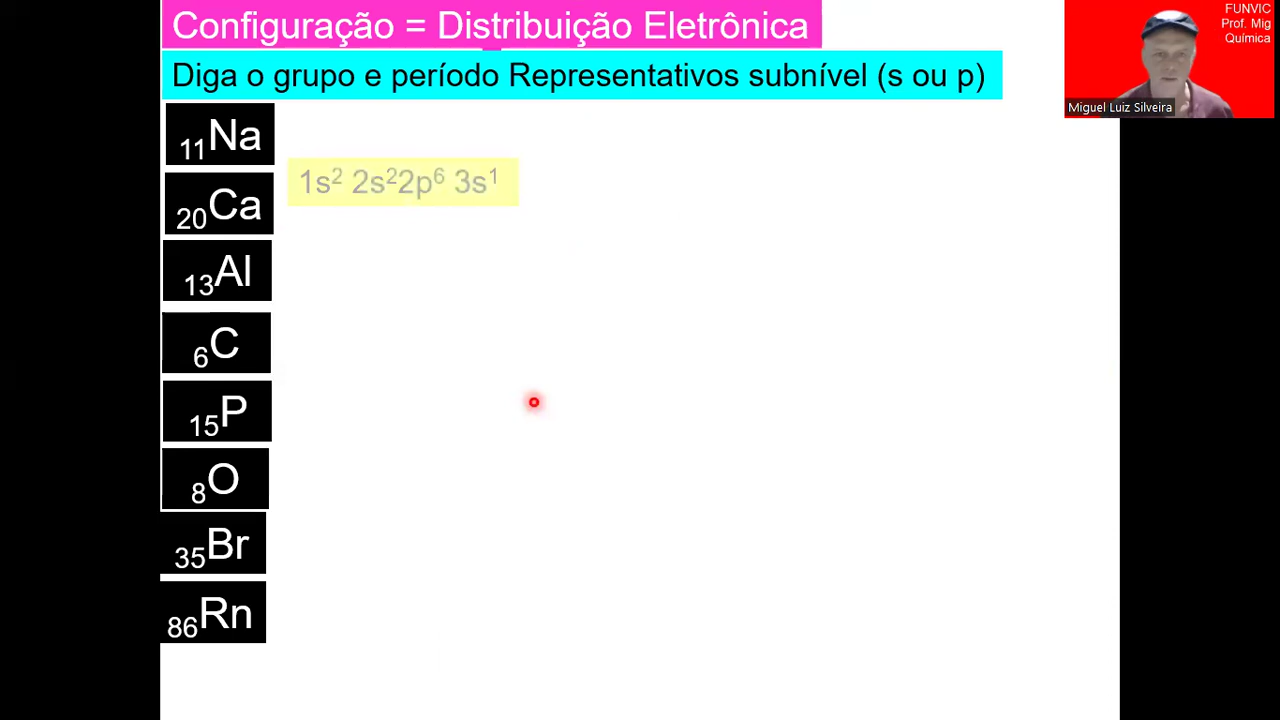 Configuração = Distribuição Eletrônica
Diga o grupo e período Representativos subnível (s ou p)
FUNVIC
Prof. Mig
Química
Miguel Luiz Silveira
₁₁Na
1s² 2s²2p⁶ 3s¹
₂₀Ca
₁₃Al
₆C
₁₅P
₈O
₃₅Br
₈₆Rn